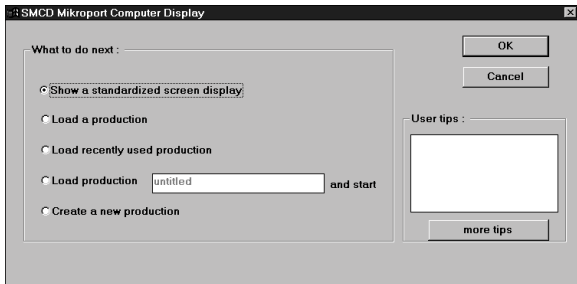 SMCD Mikroport Computer Display
What to do next :
Show a standardized screen display
Load a production
Load recently used production
Load production untitled and start
Create a new production
OK
Cancel
User tips :
more tips